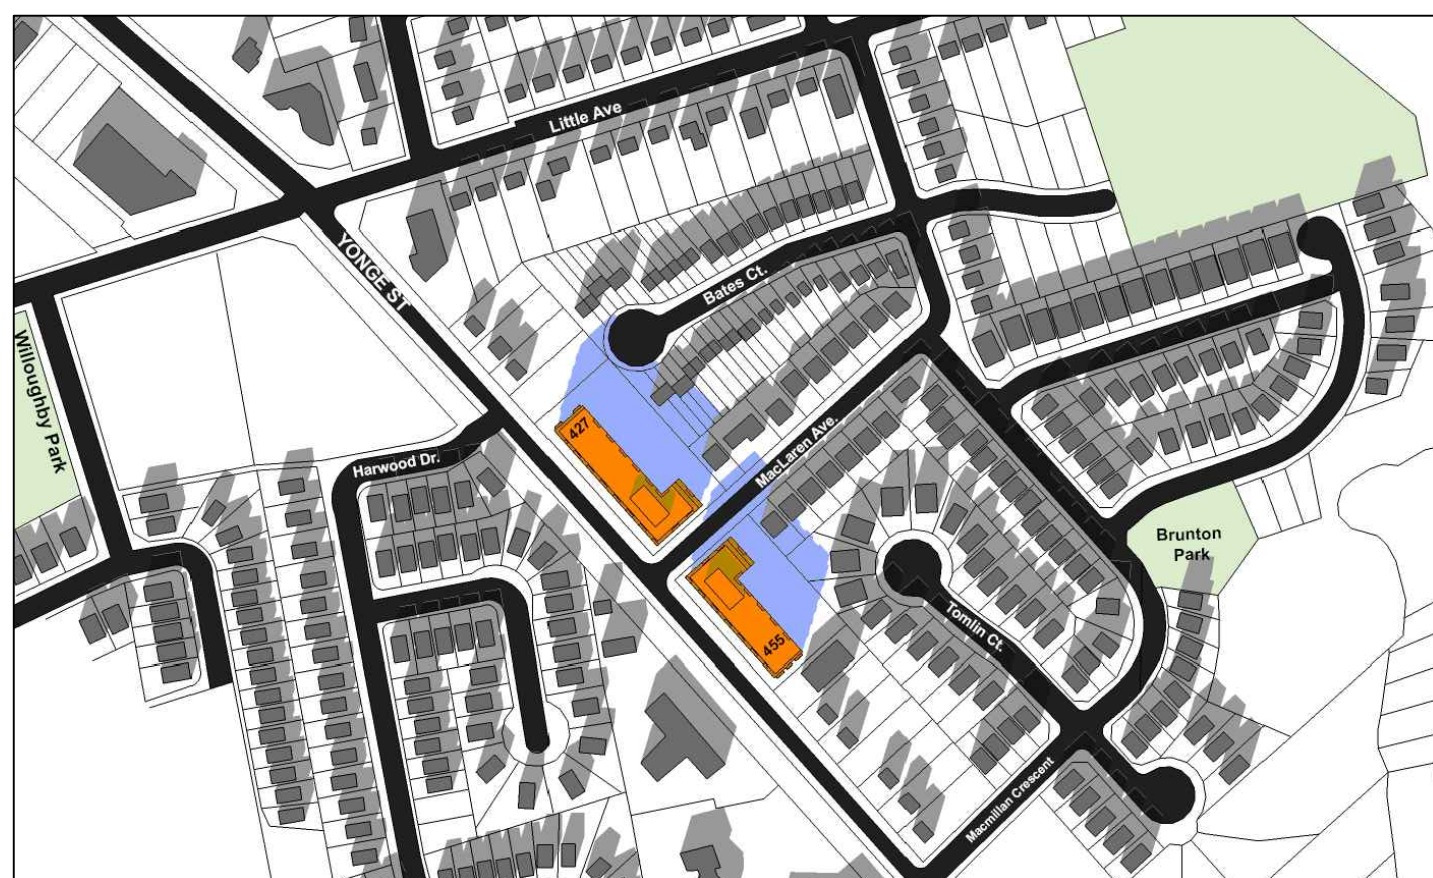 Little Ave
YONGE ST
Bates Ct.
Willoughby Park
427
MacLaren Ave.
Harwood Dr.
Brunton
Park
455
Tomlin Ct.
Macmillan Crescent